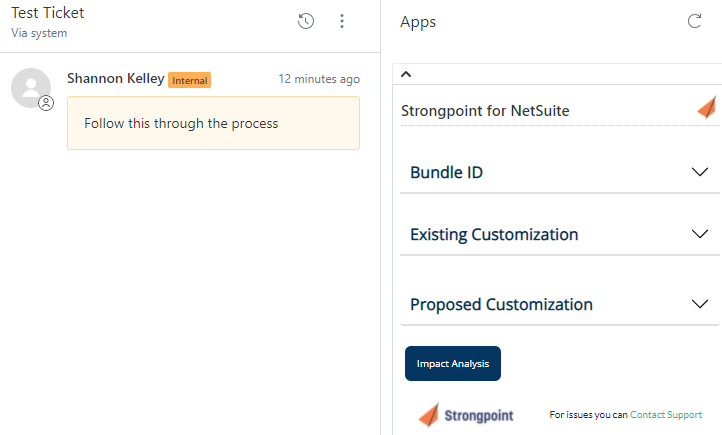 Test Ticket
Via system
Shannon Kelley Internal 12 minutes ago
Follow this through the process
Apps
Strongpoint for NetSuite
Bundle ID
Existing Customization
Proposed Customization
Impact Analysis
Strongpoint
For issues you can Contact Support